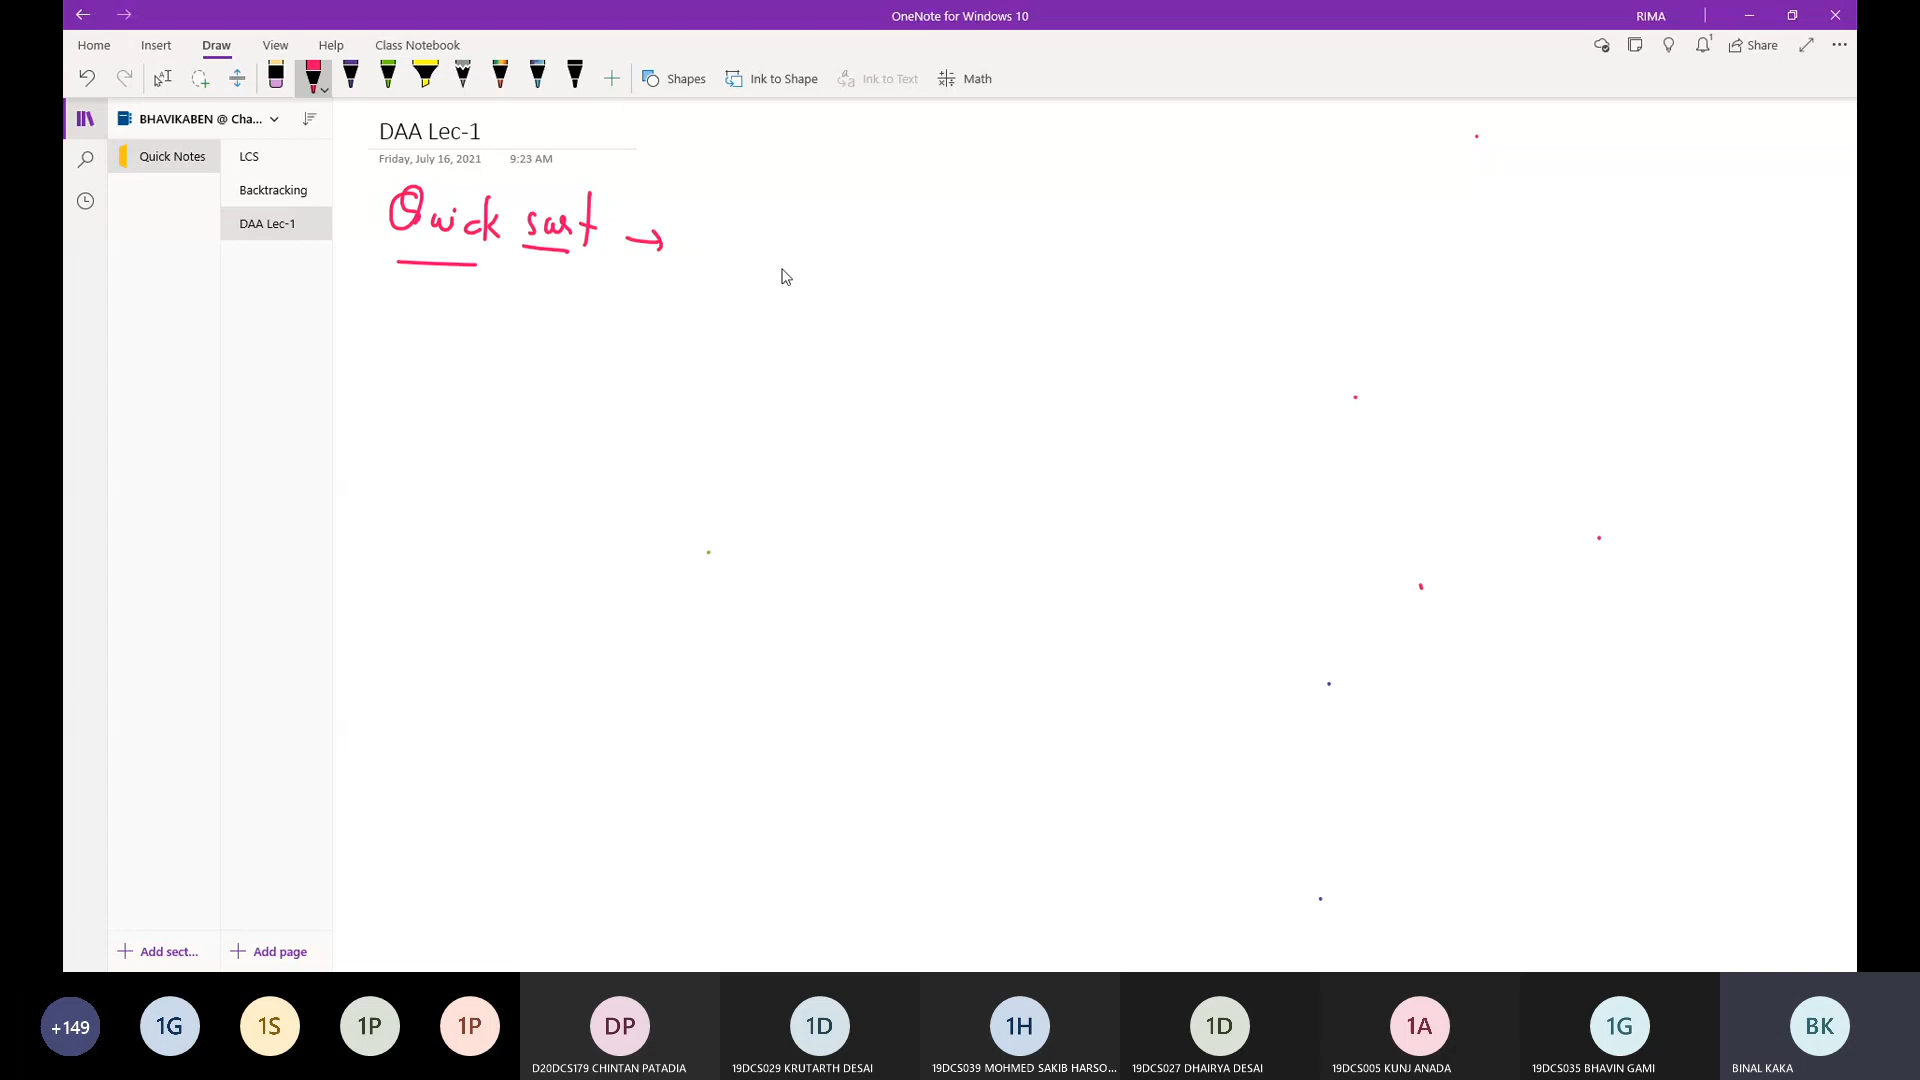 OneNote for Windows 10
RIMA
Home Insert Draw View Help Class Notebook
1
Share
Shapes
Ink to Shape
Ink to Text
Math
BHAVIKABEN @ Cha...
Quick Notes
LCS
Backtracking
DAA Lec-1
DAA Lec-1
Friday, July 16, 2021 9:23 AM
Quick sort →
Add sect...
Add page
+149
1G
1S
1P
1P
DP
D20DCS179 CHINTAN PATADIA
1D
19DCS029 KRUTARTH DESAI
1H
19DCS039 MOHMED SAKIB HARSO...
1D
19DCS027 DHAIRYA DESAI
1A
19DCS005 KUNJ ANADA
1G
19DCS035 BHAVIN GAMI
BK
BINAL KAKA